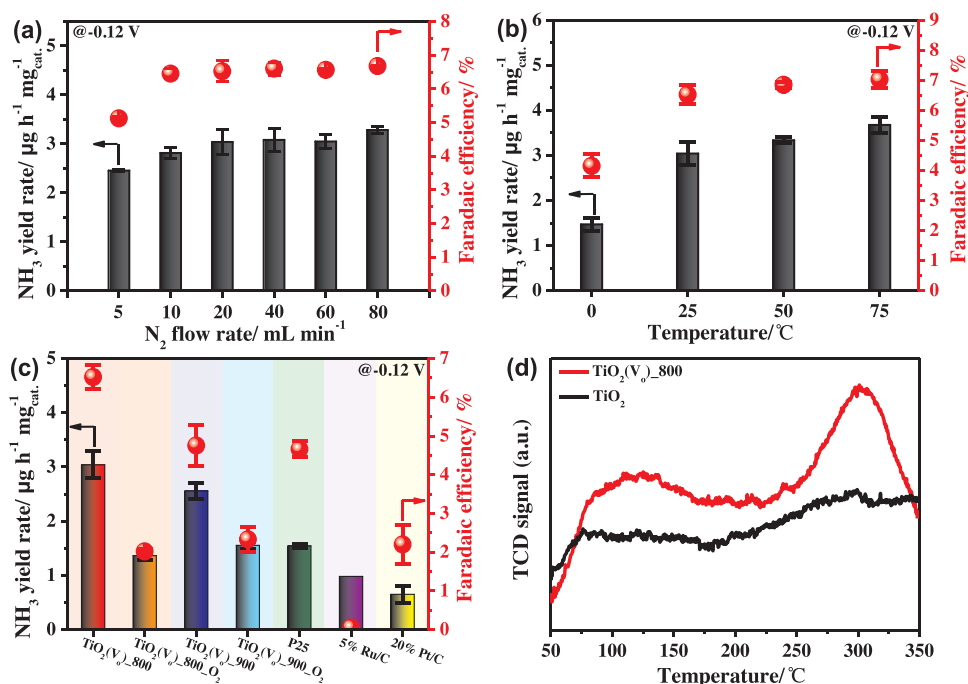 (a)
@-0.12 V
NH₃ yield rate/ μg h⁻¹ mg⁻¹cat.
0
1
2
3
4
5
Faradaic efficiency/ %
0
1
2
3
4
5
6
7
8
5
10
20
40
60
80
N₂ flow rate/ mL min⁻¹
(b)
@-0.12 V
NH₃ yield rate/ μg h⁻¹ mg⁻¹cat.
0
1
2
3
4
5
6
Faradaic efficiency/ %
0
1
2
3
4
5
6
7
8
9
0
25
50
75
Temperature/℃
(c)
@-0.12 V
NH₃ yield rate/ μg h⁻¹ mg⁻¹cat.
0
1
2
3
4
5
Faradaic efficiency/ %
0
1
2
3
4
5
6
7
TiO₂(Vₒ)_800
TiO₂(Vₒ)_800_O₂
TiO₂(Vₒ)_900
TiO₂(Vₒ)_900_O₂
P25
5% Ru/C
20% Pt/C
(d)
TiO₂(Vₒ)_800
TiO₂
TCD signal (a.u.)
50
100
150
200
250
300
350
Temperature/℃